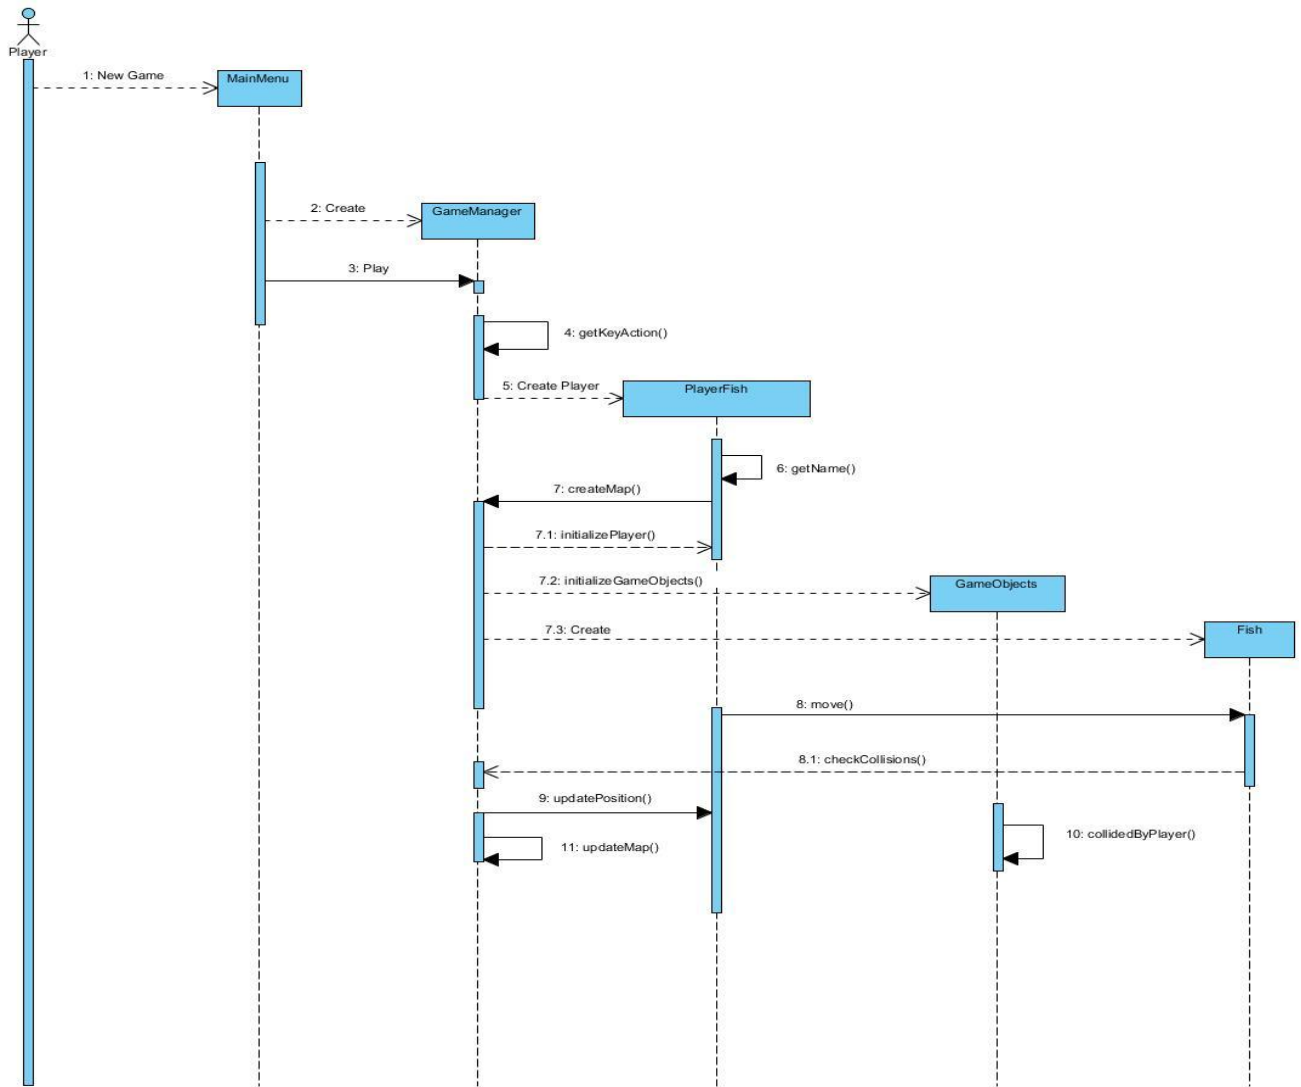 Player
1: New Game
MainMenu
2: Create
GameManager
3: Play
4: getKeyAction()
5: Create Player
PlayerFish
6: getName()
7: createMap()
7.1: initializePlayer()
7.2: initializeGameObjects()
GameObjects
7.3: Create
Fish
8: move()
8.1: checkCollisions()
9: updatePosition()
10: collidedByPlayer()
11: updateMap()